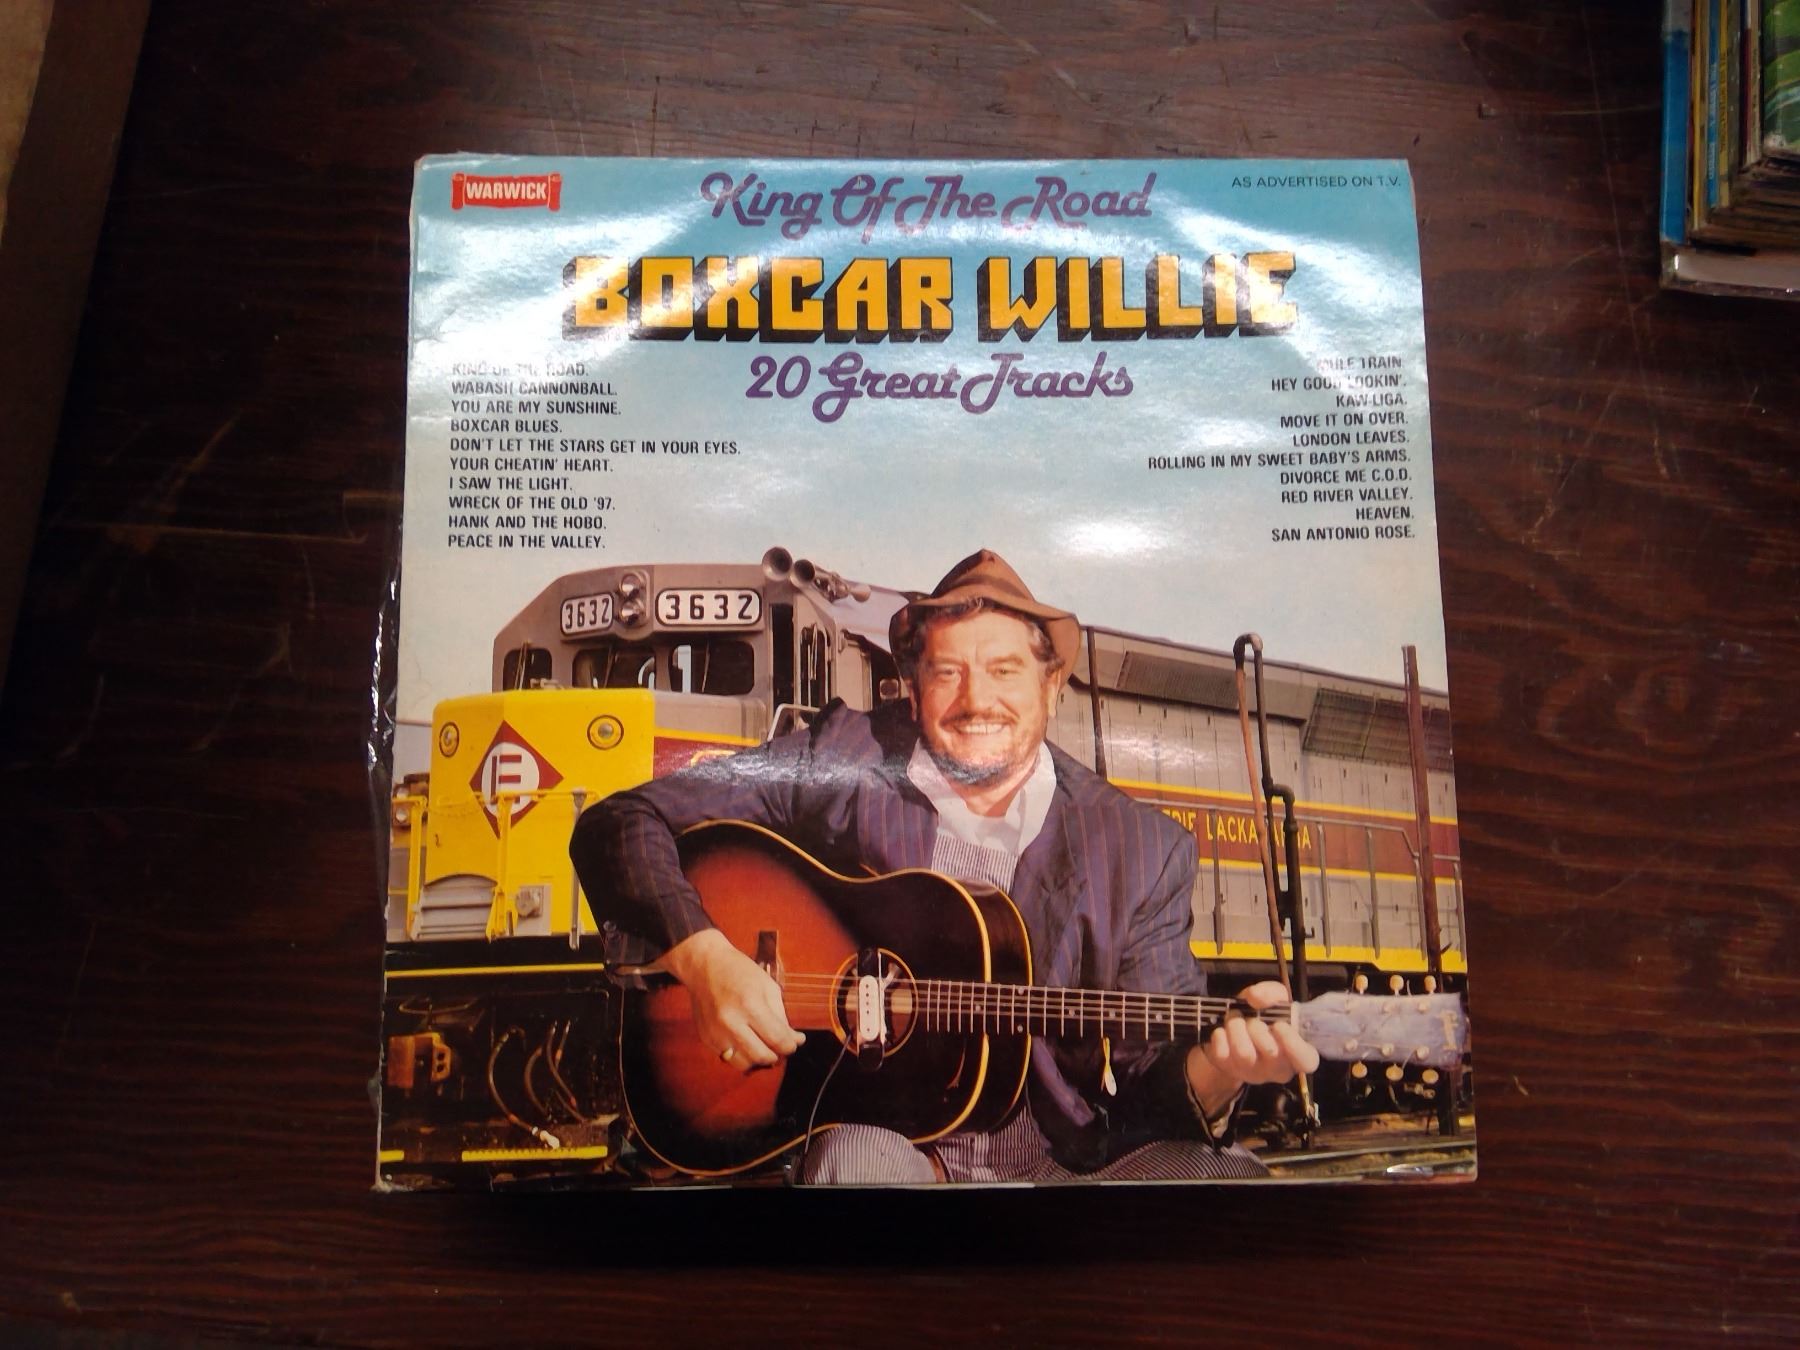 WARWICK
King Of The Road
AS ADVERTISED ON T.V.
BOXCAR WILLIE
20 Great Tracks
KING OF THE ROAD.
WABASH CANNONBALL.
YOU ARE MY SUNSHINE.
BOXCAR BLUES.
DON'T LET THE STARS GET IN YOUR EYES.
YOUR CHEATIN' HEART.
I SAW THE LIGHT.
WRECK OF THE OLD '97.
HANK AND THE HOBO.
PEACE IN THE VALLEY.
MULE TRAIN
HEY GOOD LOOKIN'.
KAW-LIGA.
MOVE IT ON OVER.
LONDON LEAVES.
ROLLING IN MY SWEET BABY'S ARMS.
DIVORCE ME C.O.D.
RED RIVER VALLEY.
HEAVEN.
SAN ANTONIO ROSE.
3632
3632
E
ERIE LACKAWANNA